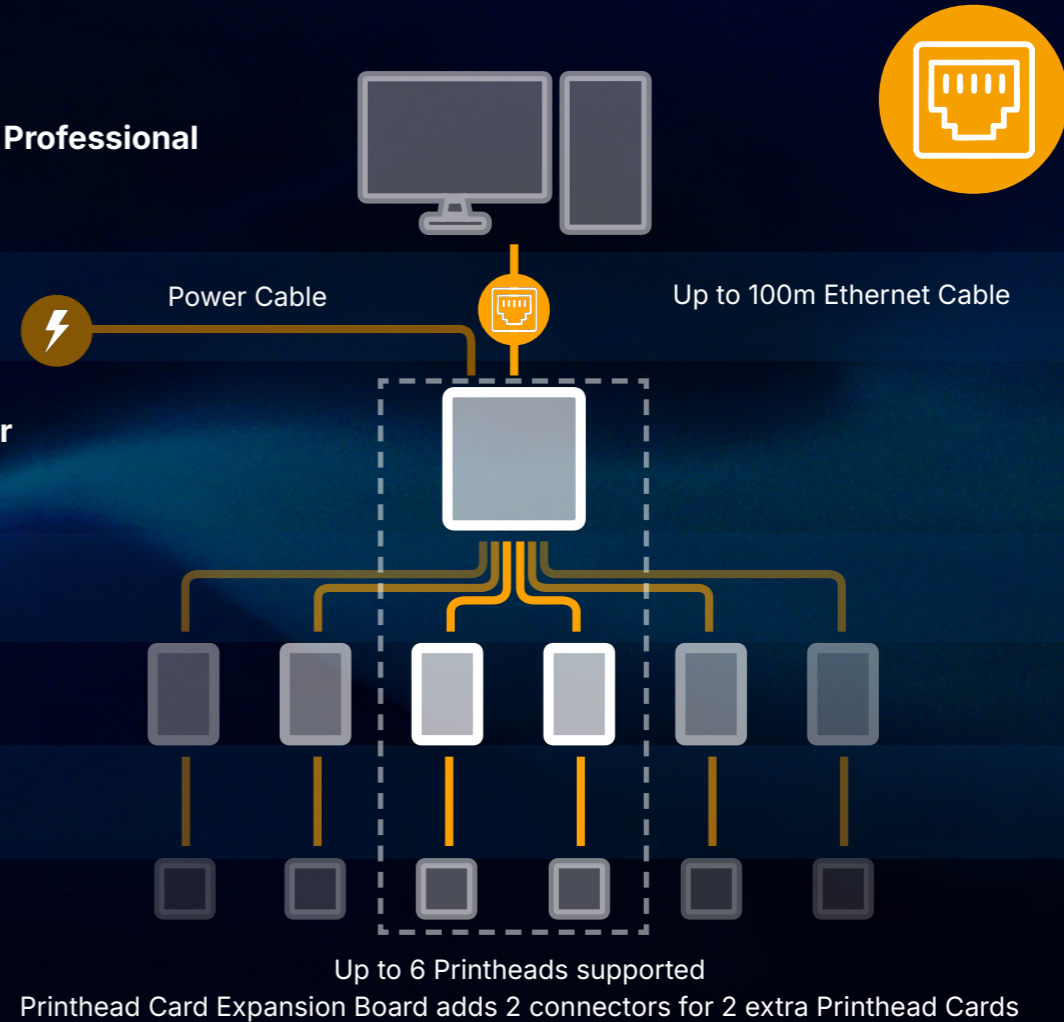 Professional
Power Cable
Up to 100m Ethernet Cable
r
Up to 6 Printheads supported
Printhead Card Expansion Board adds 2 connectors for 2 extra Printhead Cards